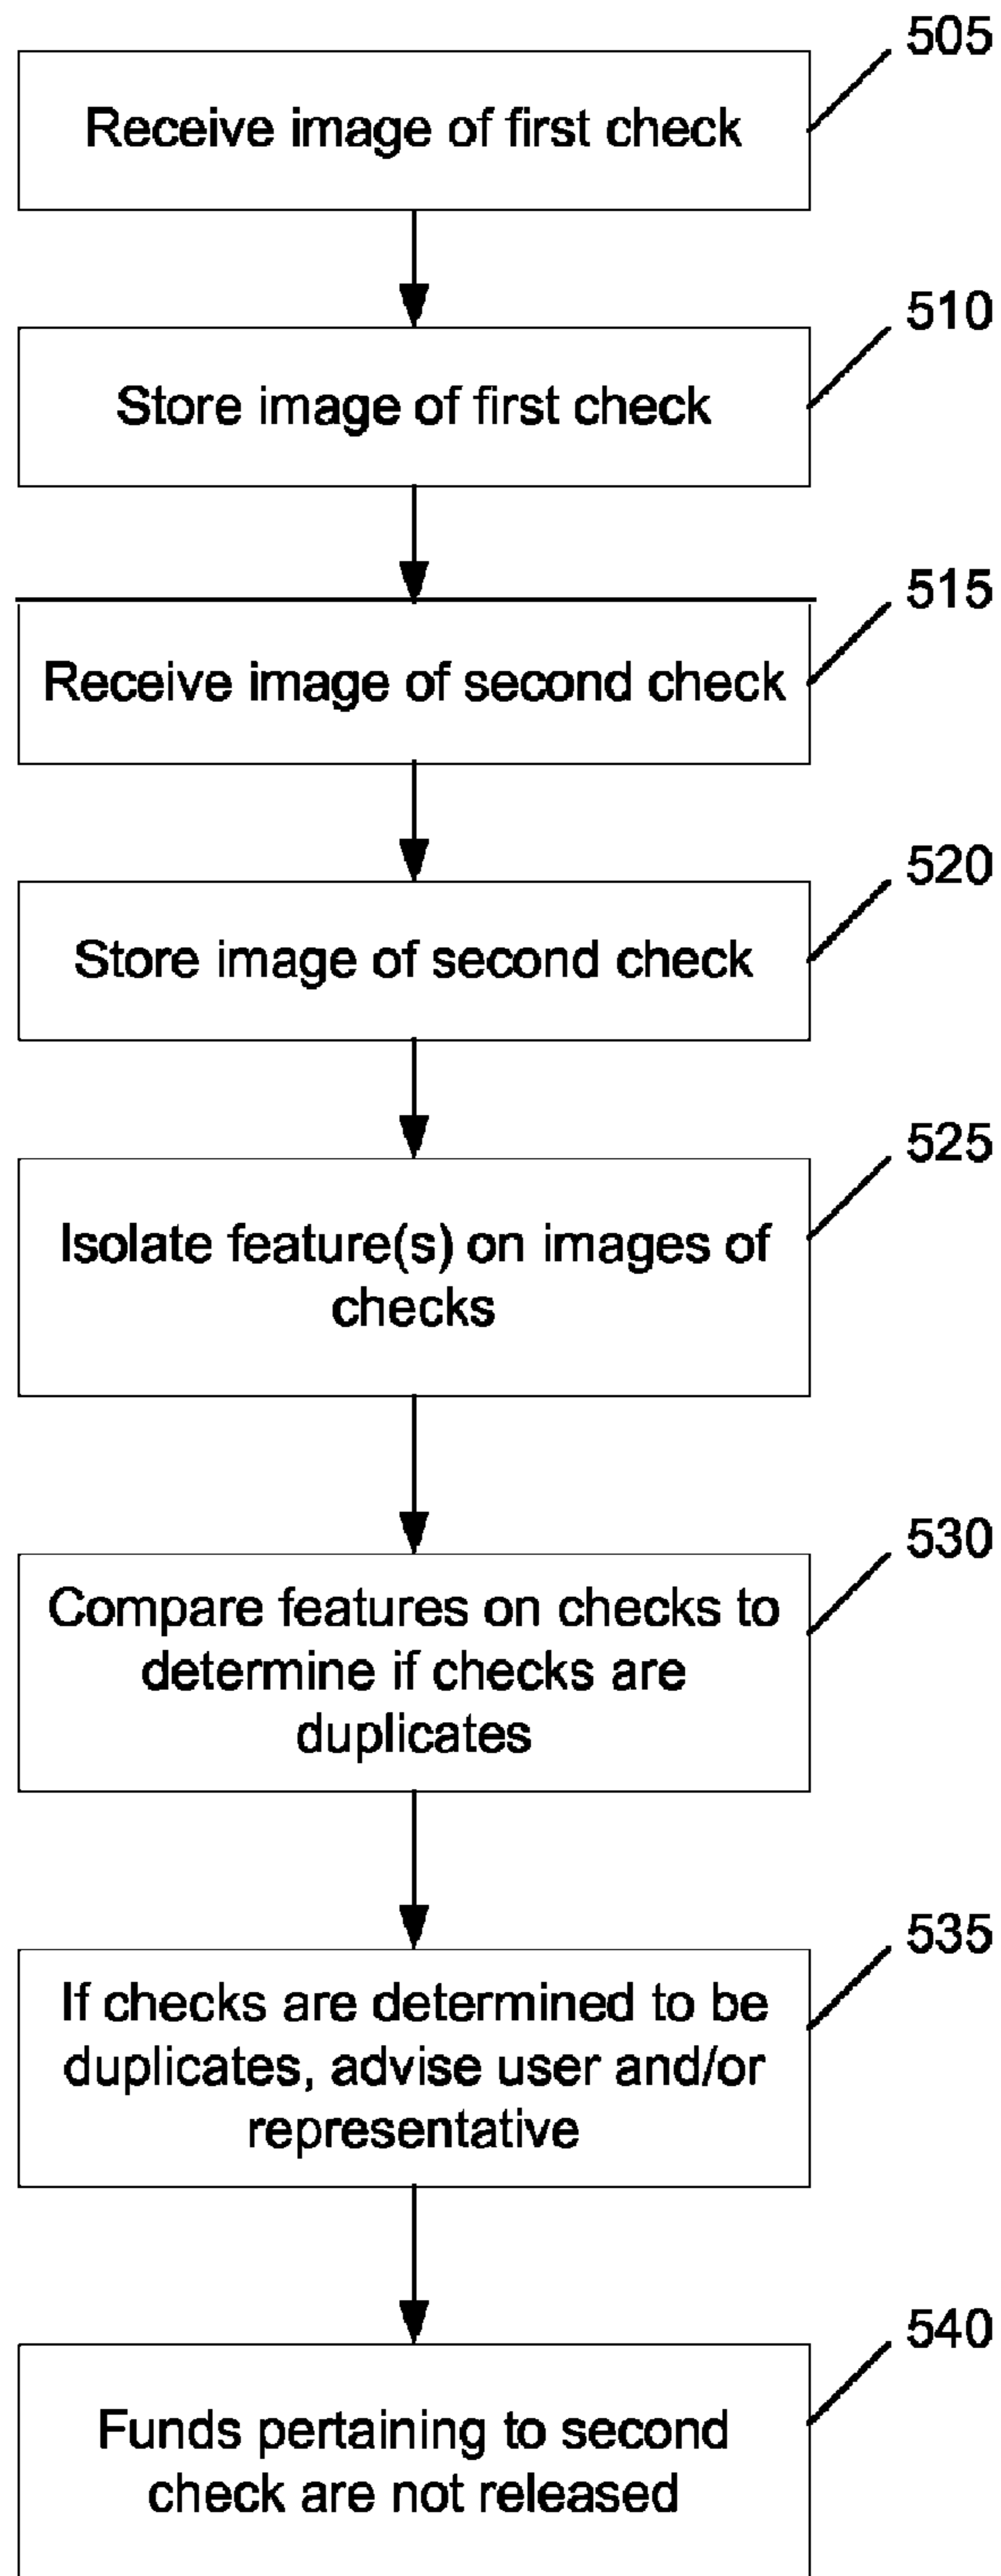 505
Receive image of first check
510
Store image of first check
515
Receive image of second check
520
Store image of second check
525
Isolate feature(s) on images of
checks
530
Compare features on checks to
determine if checks are
duplicates
535
If checks are determined to be
duplicates, advise user and/or
representative
540
Funds pertaining to second
check are not released